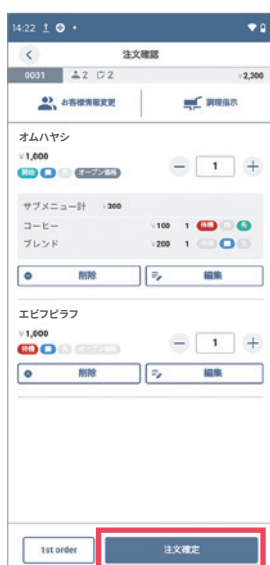 14:22
注文確認
0031 2 2 ¥2,300
お客様情報変更 調理指示
オムハヤシ
¥1,000
開始 オープン価格
1
サブメニュー計 ¥300
コーヒー ¥100 1 待機 先
ブレンド ¥200 1
削除 編集
エビフピラフ
¥1,000
待機 オープン価格
1
削除 編集
1st order 注文確定